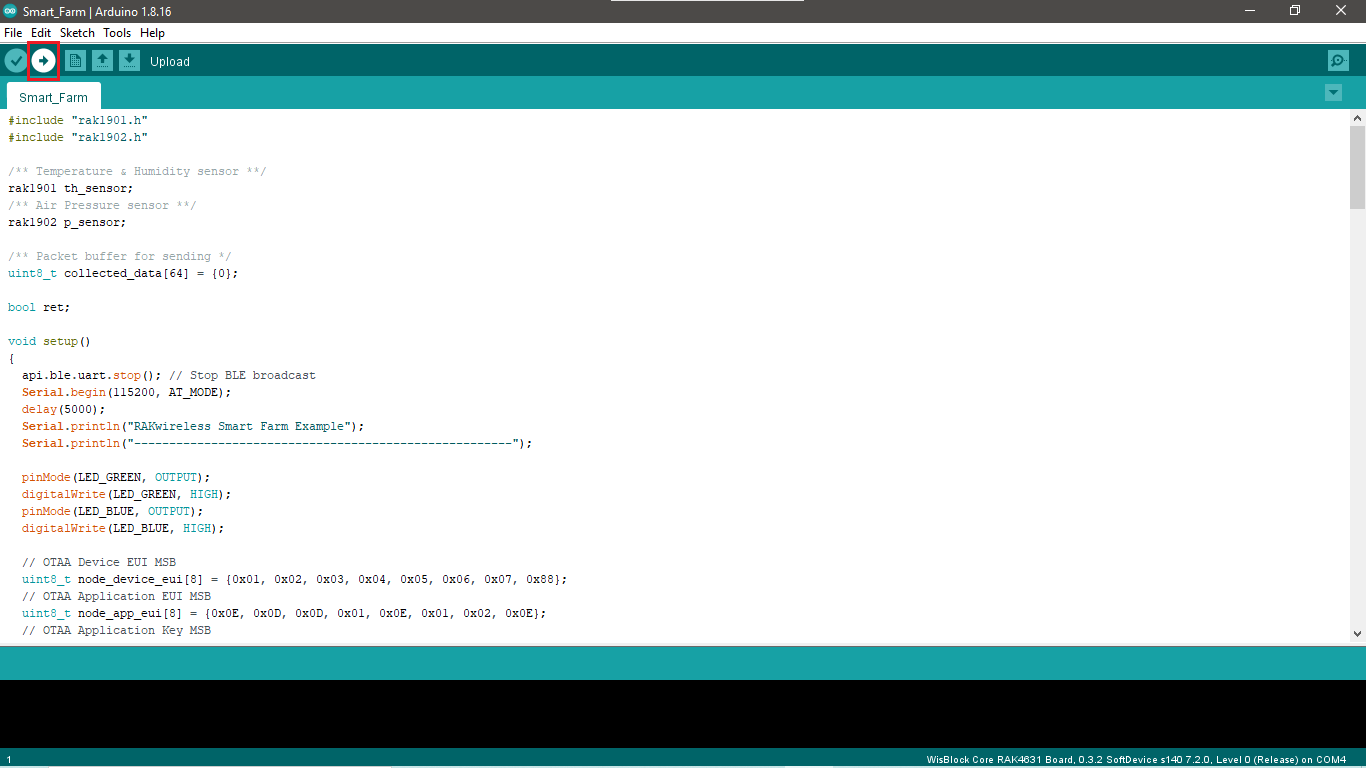 Smart_Farm | Arduino 1.8.16
File Edit Sketch Tools Help
Upload
Smart_Farm
#include "rak1901.h"
#include "rak1902.h"
/** Temperature & Humidity sensor **/
rak1901 th_sensor;
/** Air Pressure sensor **/
rak1902 p_sensor;
/** Packet buffer for sending */
uint8_t collected_data[64] = {0};
bool ret;
void setup()
{
api.ble.uart.stop(); // Stop BLE broadcast
Serial.begin(115200, AT_MODE);
delay(5000);
Serial.println("RAKwireless Smart Farm Example");
Serial.println("------------------------------------------------------");
pinMode(LED_GREEN, OUTPUT);
digitalWrite(LED_GREEN, HIGH);
pinMode(LED_BLUE, OUTPUT);
digitalWrite(LED_BLUE, HIGH);
// OTAA Device EUI MSB
uint8_t node_device_eui[8] = {0x01, 0x02, 0x03, 0x04, 0x05, 0x06, 0x07, 0x88};
// OTAA Application EUI MSB
uint8_t node_app_eui[8] = {0x0E, 0x0D, 0x0D, 0x01, 0x0E, 0x01, 0x02, 0x0E};
// OTAA Application Key MSB
1 WisBlock Core RAK4631 Board, 0.3.2 SoftDevice s140 7.2.0, Level 0 (Release) on COM4